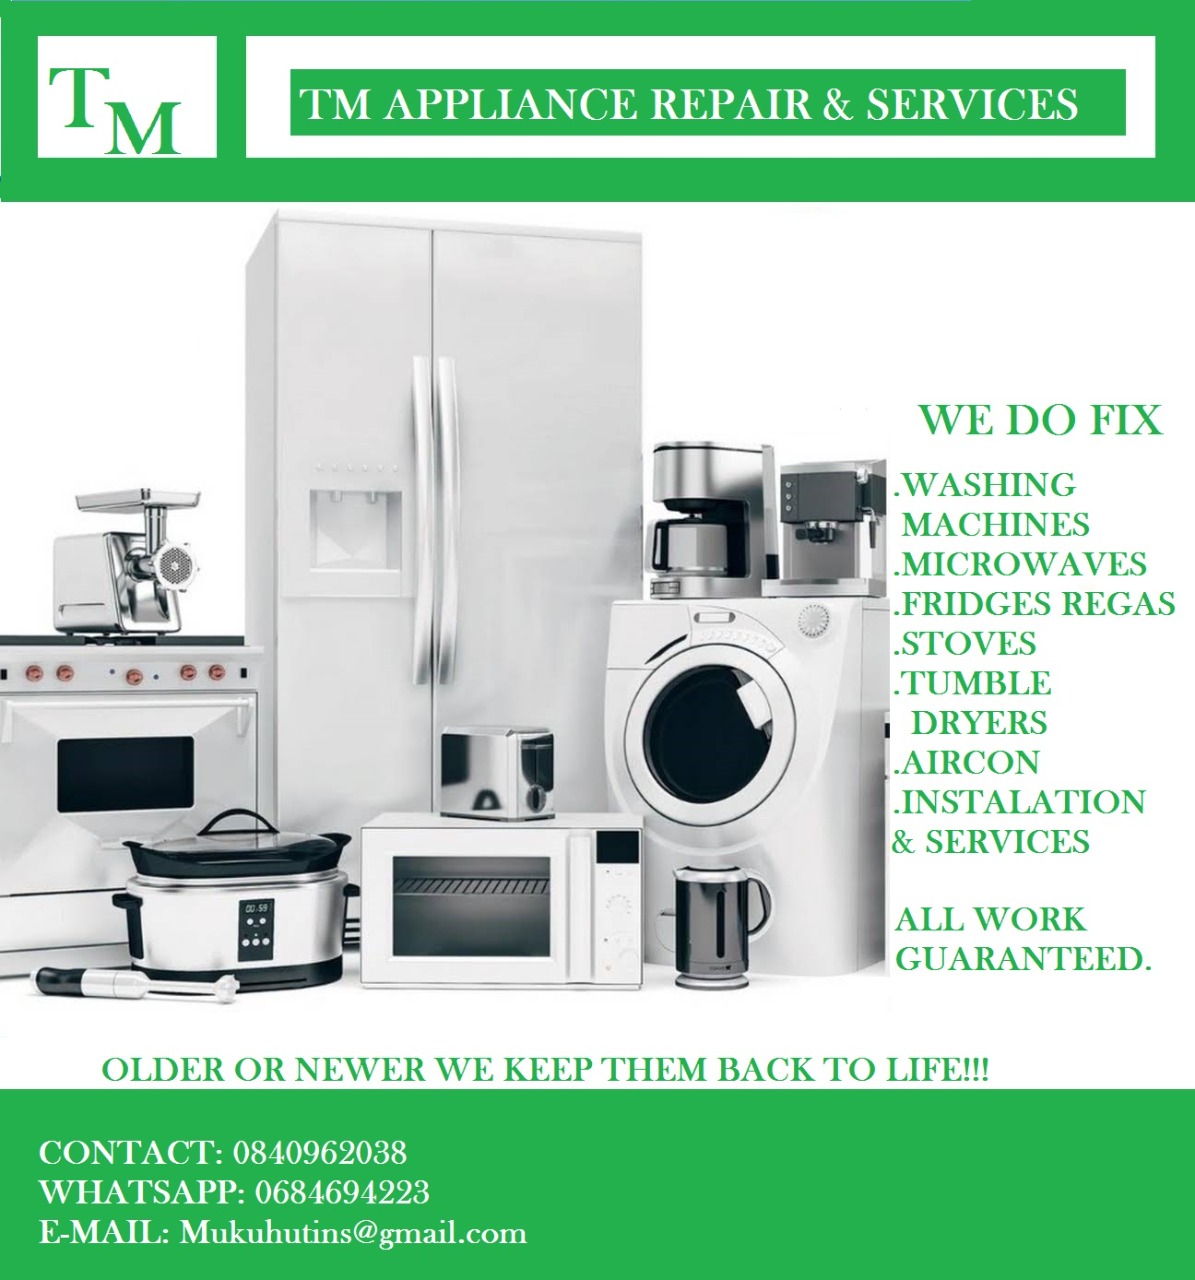 TM
TM APPLIANCE REPAIR & SERVICES
WE DO FIX
.WASHING
MACHINES
.MICROWAVES
.FRIDGES REGAS
.STOVES
.TUMBLE
DRYERS
.AIRCON
.INSTALATION
& SERVICES
ALL WORK
GUARANTEED.
00:59
OLDER OR NEWER WE KEEP THEM BACK TO LIFE!!!
CONTACT: 0840962038
WHATSAPP: 0684694223
E-MAIL: Mukuhutins@gmail.com